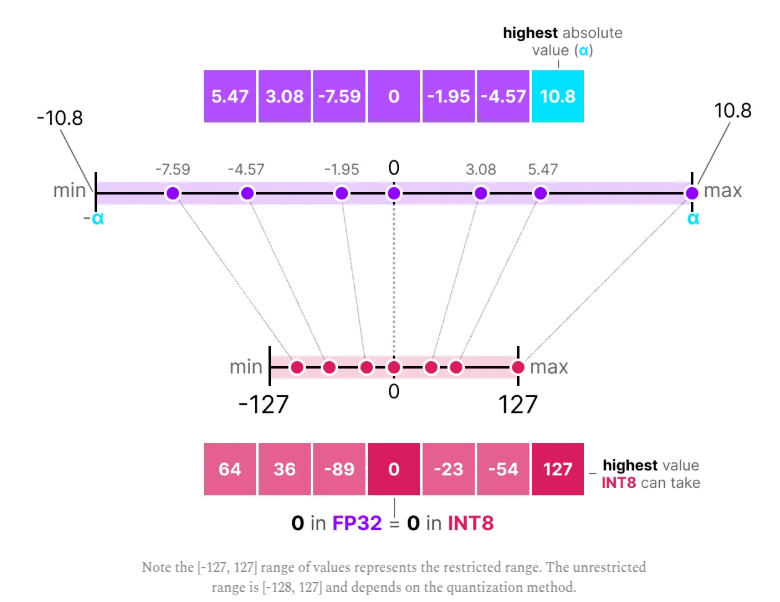 highest absolute
value (α)
5.47 3.08 -7.59 0 -1.95 -4.57 10.8
-10.8 10.8
-7.59 -4.57 -1.95 0 3.08 5.47
min max
-α α
min max
-127 0 127
64 36 -89 0 -23 -54 127
highest value
INT8 can take
0 in FP32 = 0 in INT8
Note the [-127, 127] range of values represents the restricted range. The unrestricted
range is [-128, 127] and depends on the quantization method.